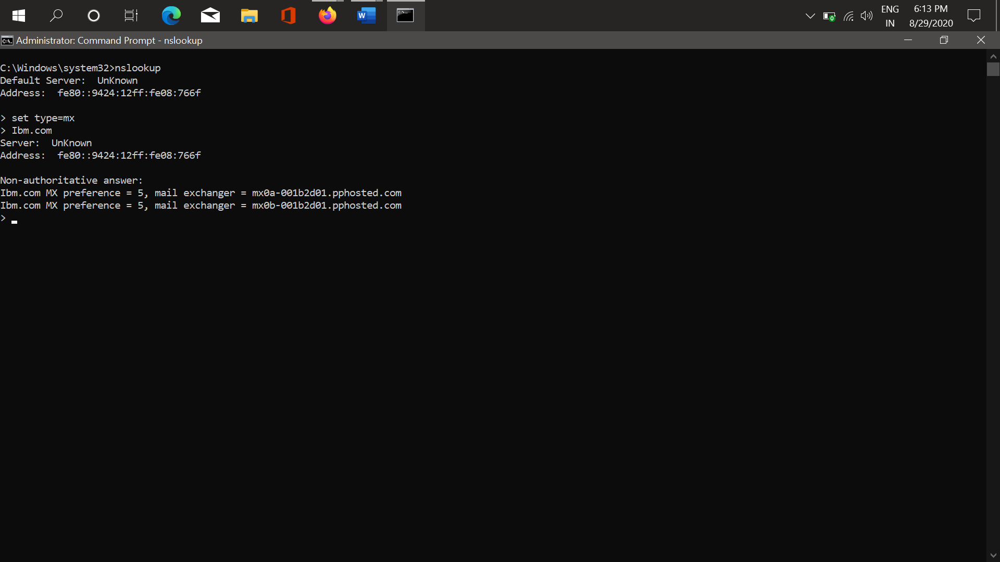 ENG
IN
6:13 PM
8/29/2020
Administrator: Command Prompt - nslookup
C:\Windows\system32>nslookup
Default Server:  UnKnown
Address:  fe80::9424:12ff:fe08:766f
> set type=mx
> Ibm.com
Server:  UnKnown
Address:  fe80::9424:12ff:fe08:766f
Non-authoritative answer:
Ibm.com MX preference = 5, mail exchanger = mx0a-001b2d01.pphosted.com
Ibm.com MX preference = 5, mail exchanger = mx0b-001b2d01.pphosted.com
>